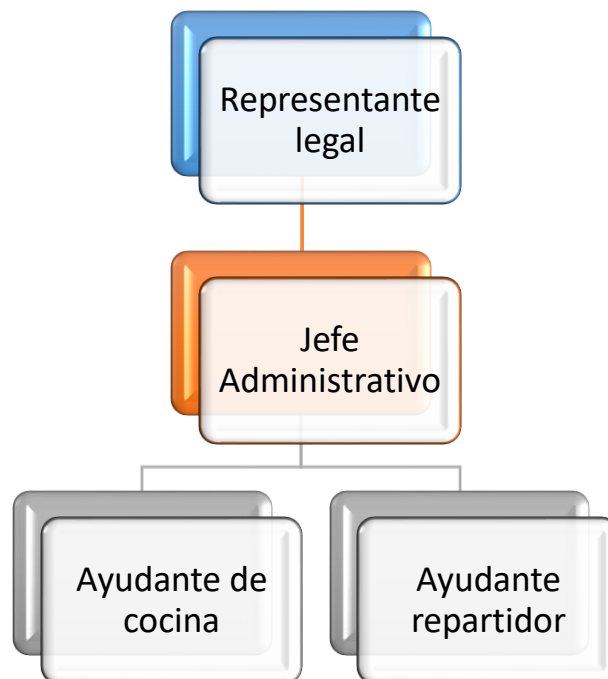 Representante
legal
Jefe
Administrativo
Ayudante de
cocina
Ayudante
repartidor